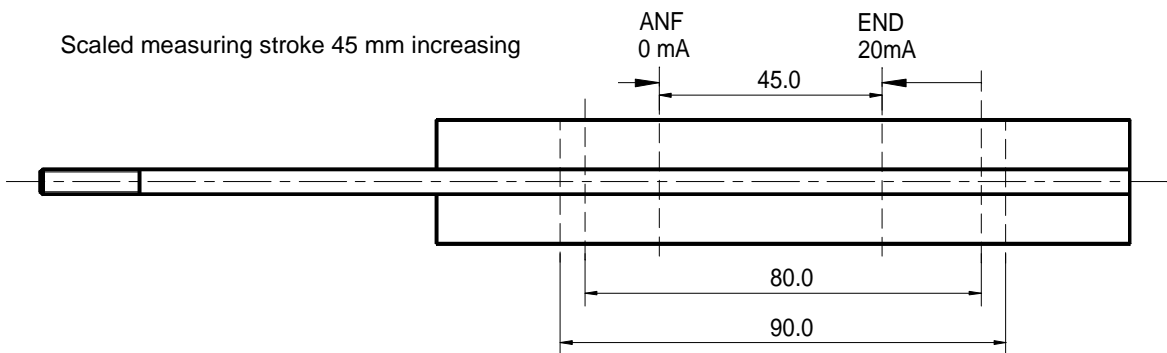 ANF
0 mA
END
20mA
Scaled measuring stroke 45 mm increasing
45.0
80.0
90.0